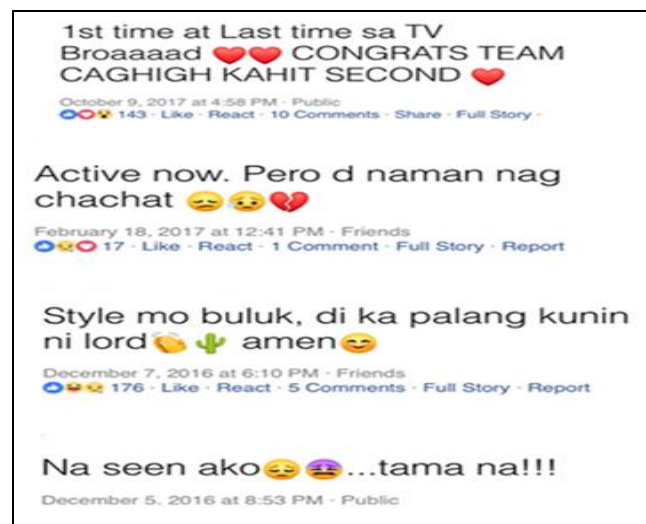 1st time at Last time sa TV
Broaaaad ❤️❤️ CONGRATS TEAM
CAGHIGH KAHIT SECOND ❤️
October 9, 2017 at 4:58 PM · Public
143 · Like · React · 10 Comments · Share · Full Story ·
Active now. Pero d naman nag
chachat 😞😥💔
February 18, 2017 at 12:41 PM · Friends
17 · Like · React · 1 Comment · Full Story · Report
Style mo buluk, di ka palang kunin
ni lord👏🌵 amen😊
December 7, 2016 at 6:10 PM · Friends
176 · Like · React · 5 Comments · Full Story · Report
Na seen ako😔😩...tama na!!!
December 5. 2016 at 8:53 PM · Public